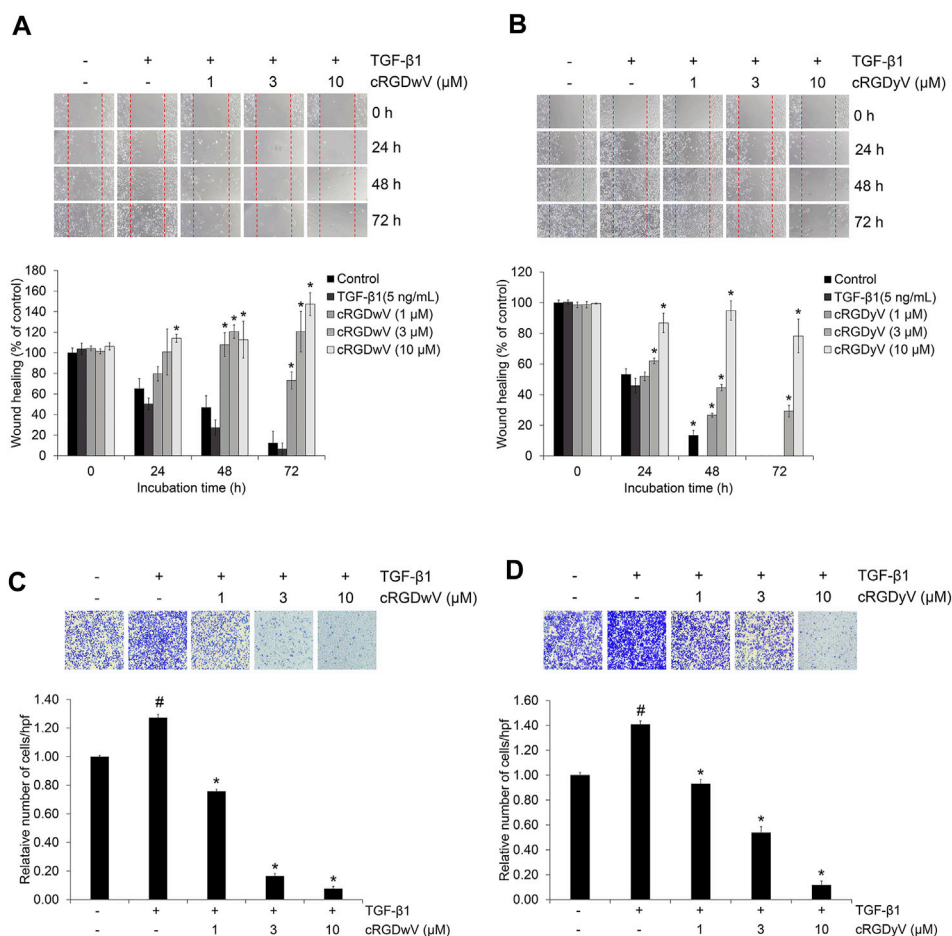 A
- + + + + TGF-β1
- - 1 3 10 cRGDwV (μM)
0 h
24 h
48 h
72 h
Wound healing (% of control)
180
160
140
120
100
80
60
40
20
0
Control
TGF-β1(5 ng/mL)
cRGDwV (1 μM)
cRGDwV (3 μM)
cRGDwV (10 μM)
* * * * * * *
0 24 48 72
Incubation time (h)
B
- + + + + TGF-β1
- - 1 3 10 cRGDyV (μM)
0 h
24 h
48 h
72 h
Wound healing (% of control)
120
100
80
60
40
20
0
Control
TGF-β1(5 ng/mL)
cRGDyV (1 μM)
cRGDyV (3 μM)
cRGDyV (10 μM)
* * * * * * * *
0 24 48 72
Incubation time (h)
C
- + + + + TGF-β1
- - 1 3 10 cRGDwV (μM)
Relataive number of cells/hpf
1.40
1.20
1.00
0.80
0.60
0.40
0.20
0.00
# * * *
- + + + + TGF-β1
- - 1 3 10 cRGDwV (μM)
D
- + + + + TGF-β1
- - 1 3 10 cRGDyV (μM)
Relative number of cells/hpf
1.60
1.40
1.20
1.00
0.80
0.60
0.40
0.20
0.00
# * * *
- + + + + TGF-β1
- - 1 3 10 cRGDyV (μM)